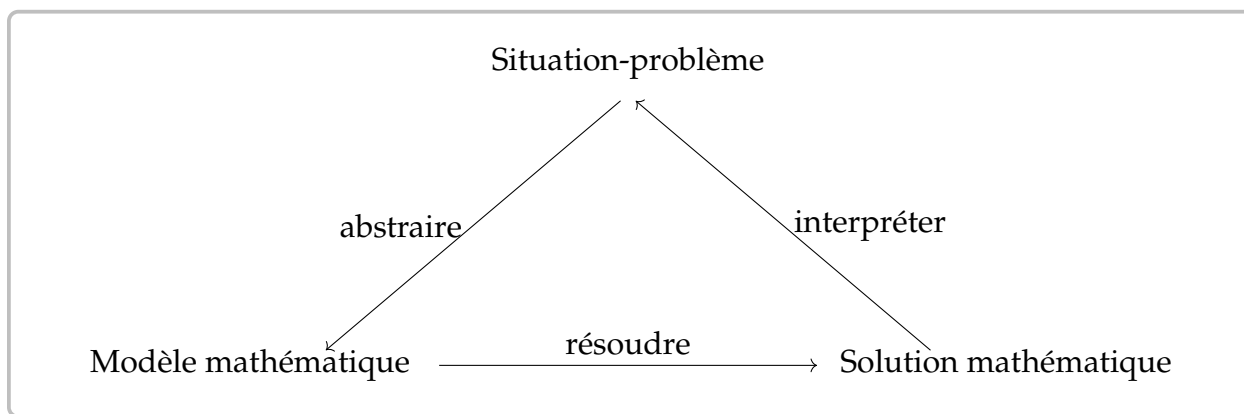 Situation-problème
abstraire
interpréter
résoudre
Modèle mathématique
Solution mathématique